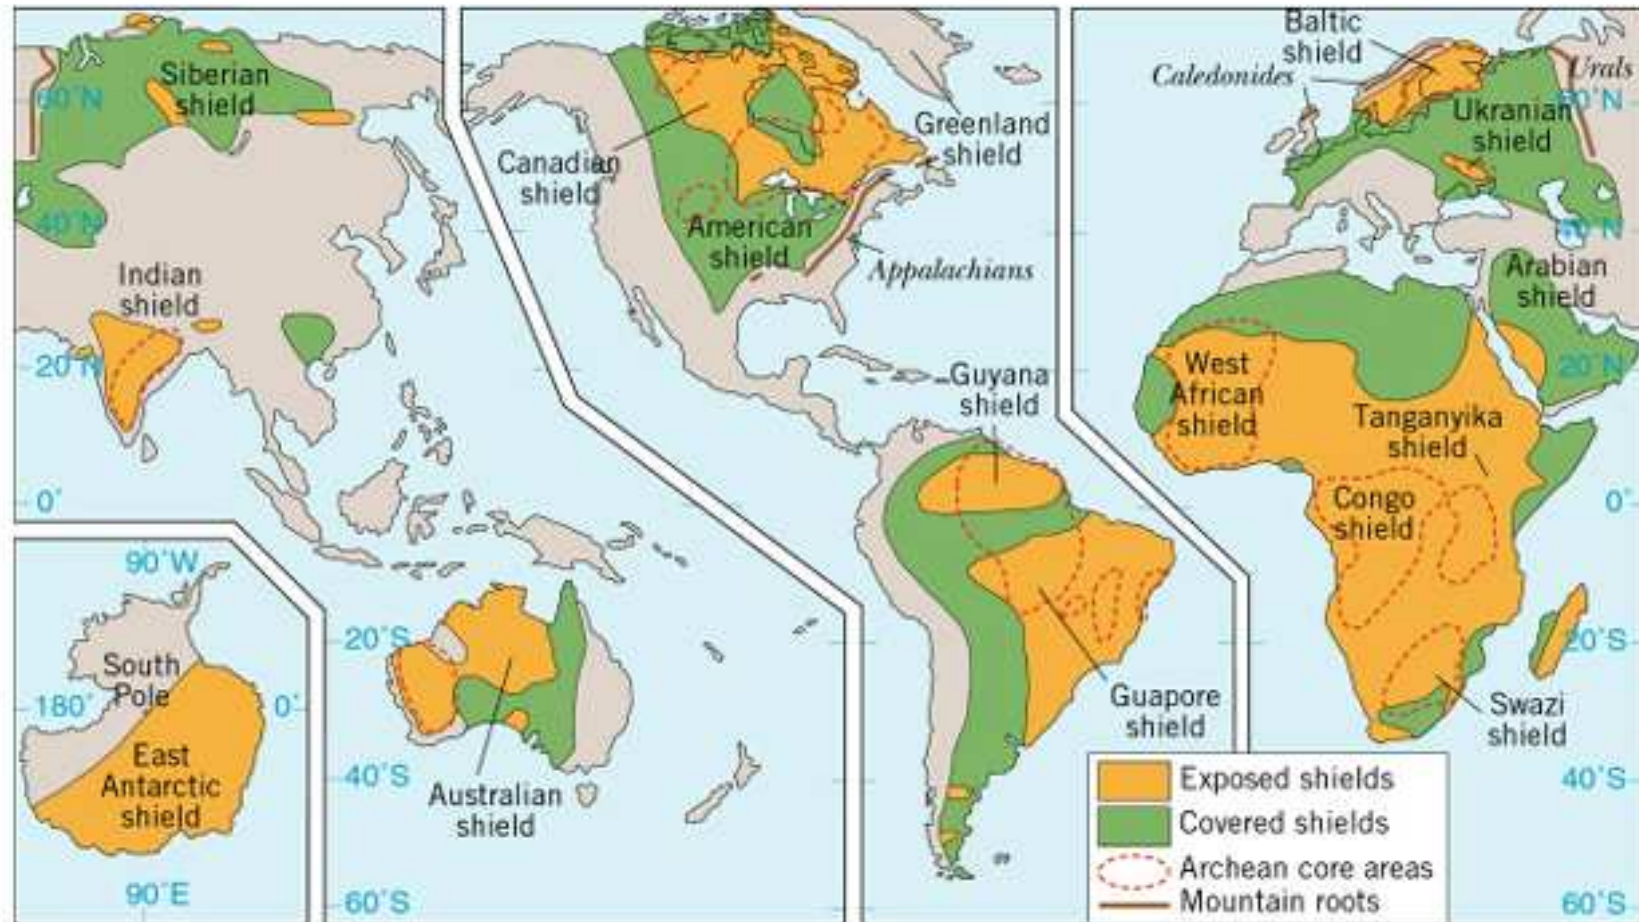 Siberian
shield
60°N
40°N
Indian
shield
20°N
0°
90°W
South
Pole
180°
0°
East
Antarctic
shield
90°E
20°S
Australian
shield
40°S
60°S
Canadian
shield
Greenland
shield
American
shield
Appalachians
Guyana
shield
Guapore
shield
Baltic
shield
Caledonides
Urals
60°N
Ukranian
shield
40°N
Arabian
shield
West
African
shield
20°N
Tanganyika
shield
Congo
shield
0°
20°S
Swazi
shield
40°S
60°S
Exposed shields
Covered shields
Archean core areas
Mountain roots